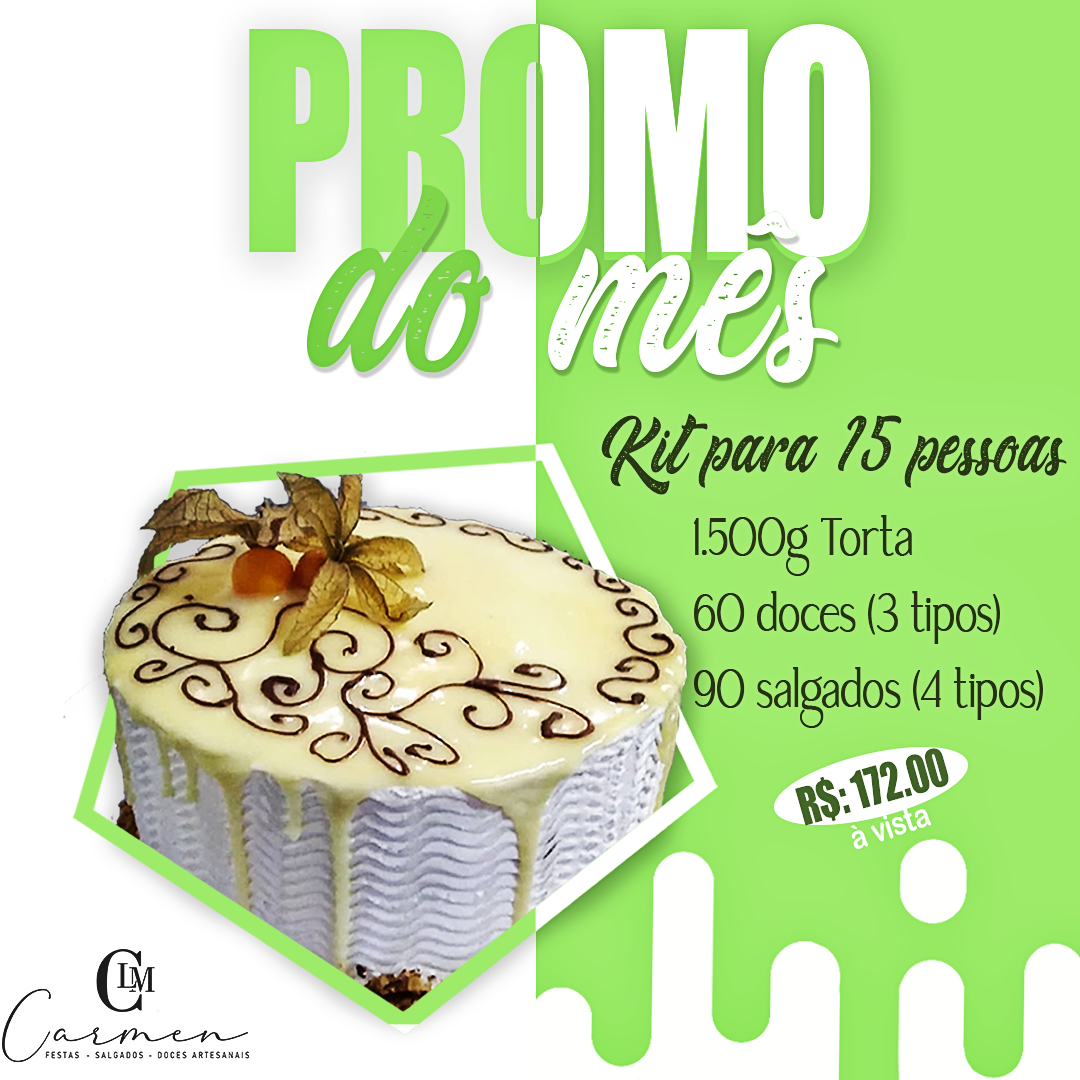 PROMO
do mês
Kit para 15 pessoas
1.500g Torta
60 doces (3 tipos)
90 salgados (4 tipos)
R$: 172.00
à vista
CLM
Carmen
FESTAS - SALGADOS - DOCES ARTESANAIS